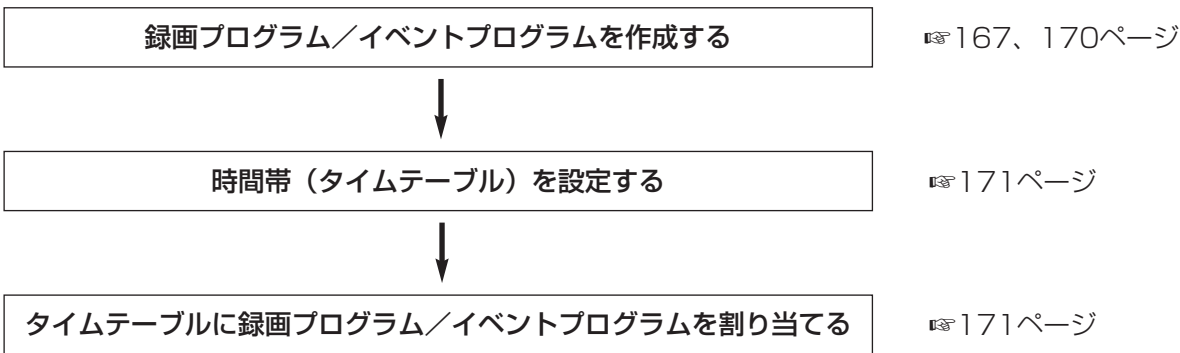 録画プログラム／イベントプログラムを作成する ☞167、170ページ
時間帯（タイムテーブル）を設定する ☞171ページ
タイムテーブルに録画プログラム／イベントプログラムを割り当てる ☞171ページ